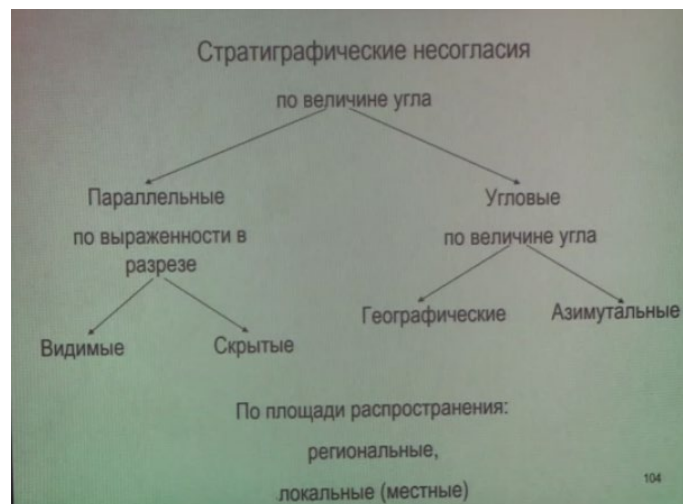 Стратиграфические несогласия
по величине угла
Параллельные
Угловые
по выраженности в
разрезе
по величине угла
Видимые
Скрытые
Географические
Азимутальные
По площади распространения:
региональные,
локальные (местные)
104